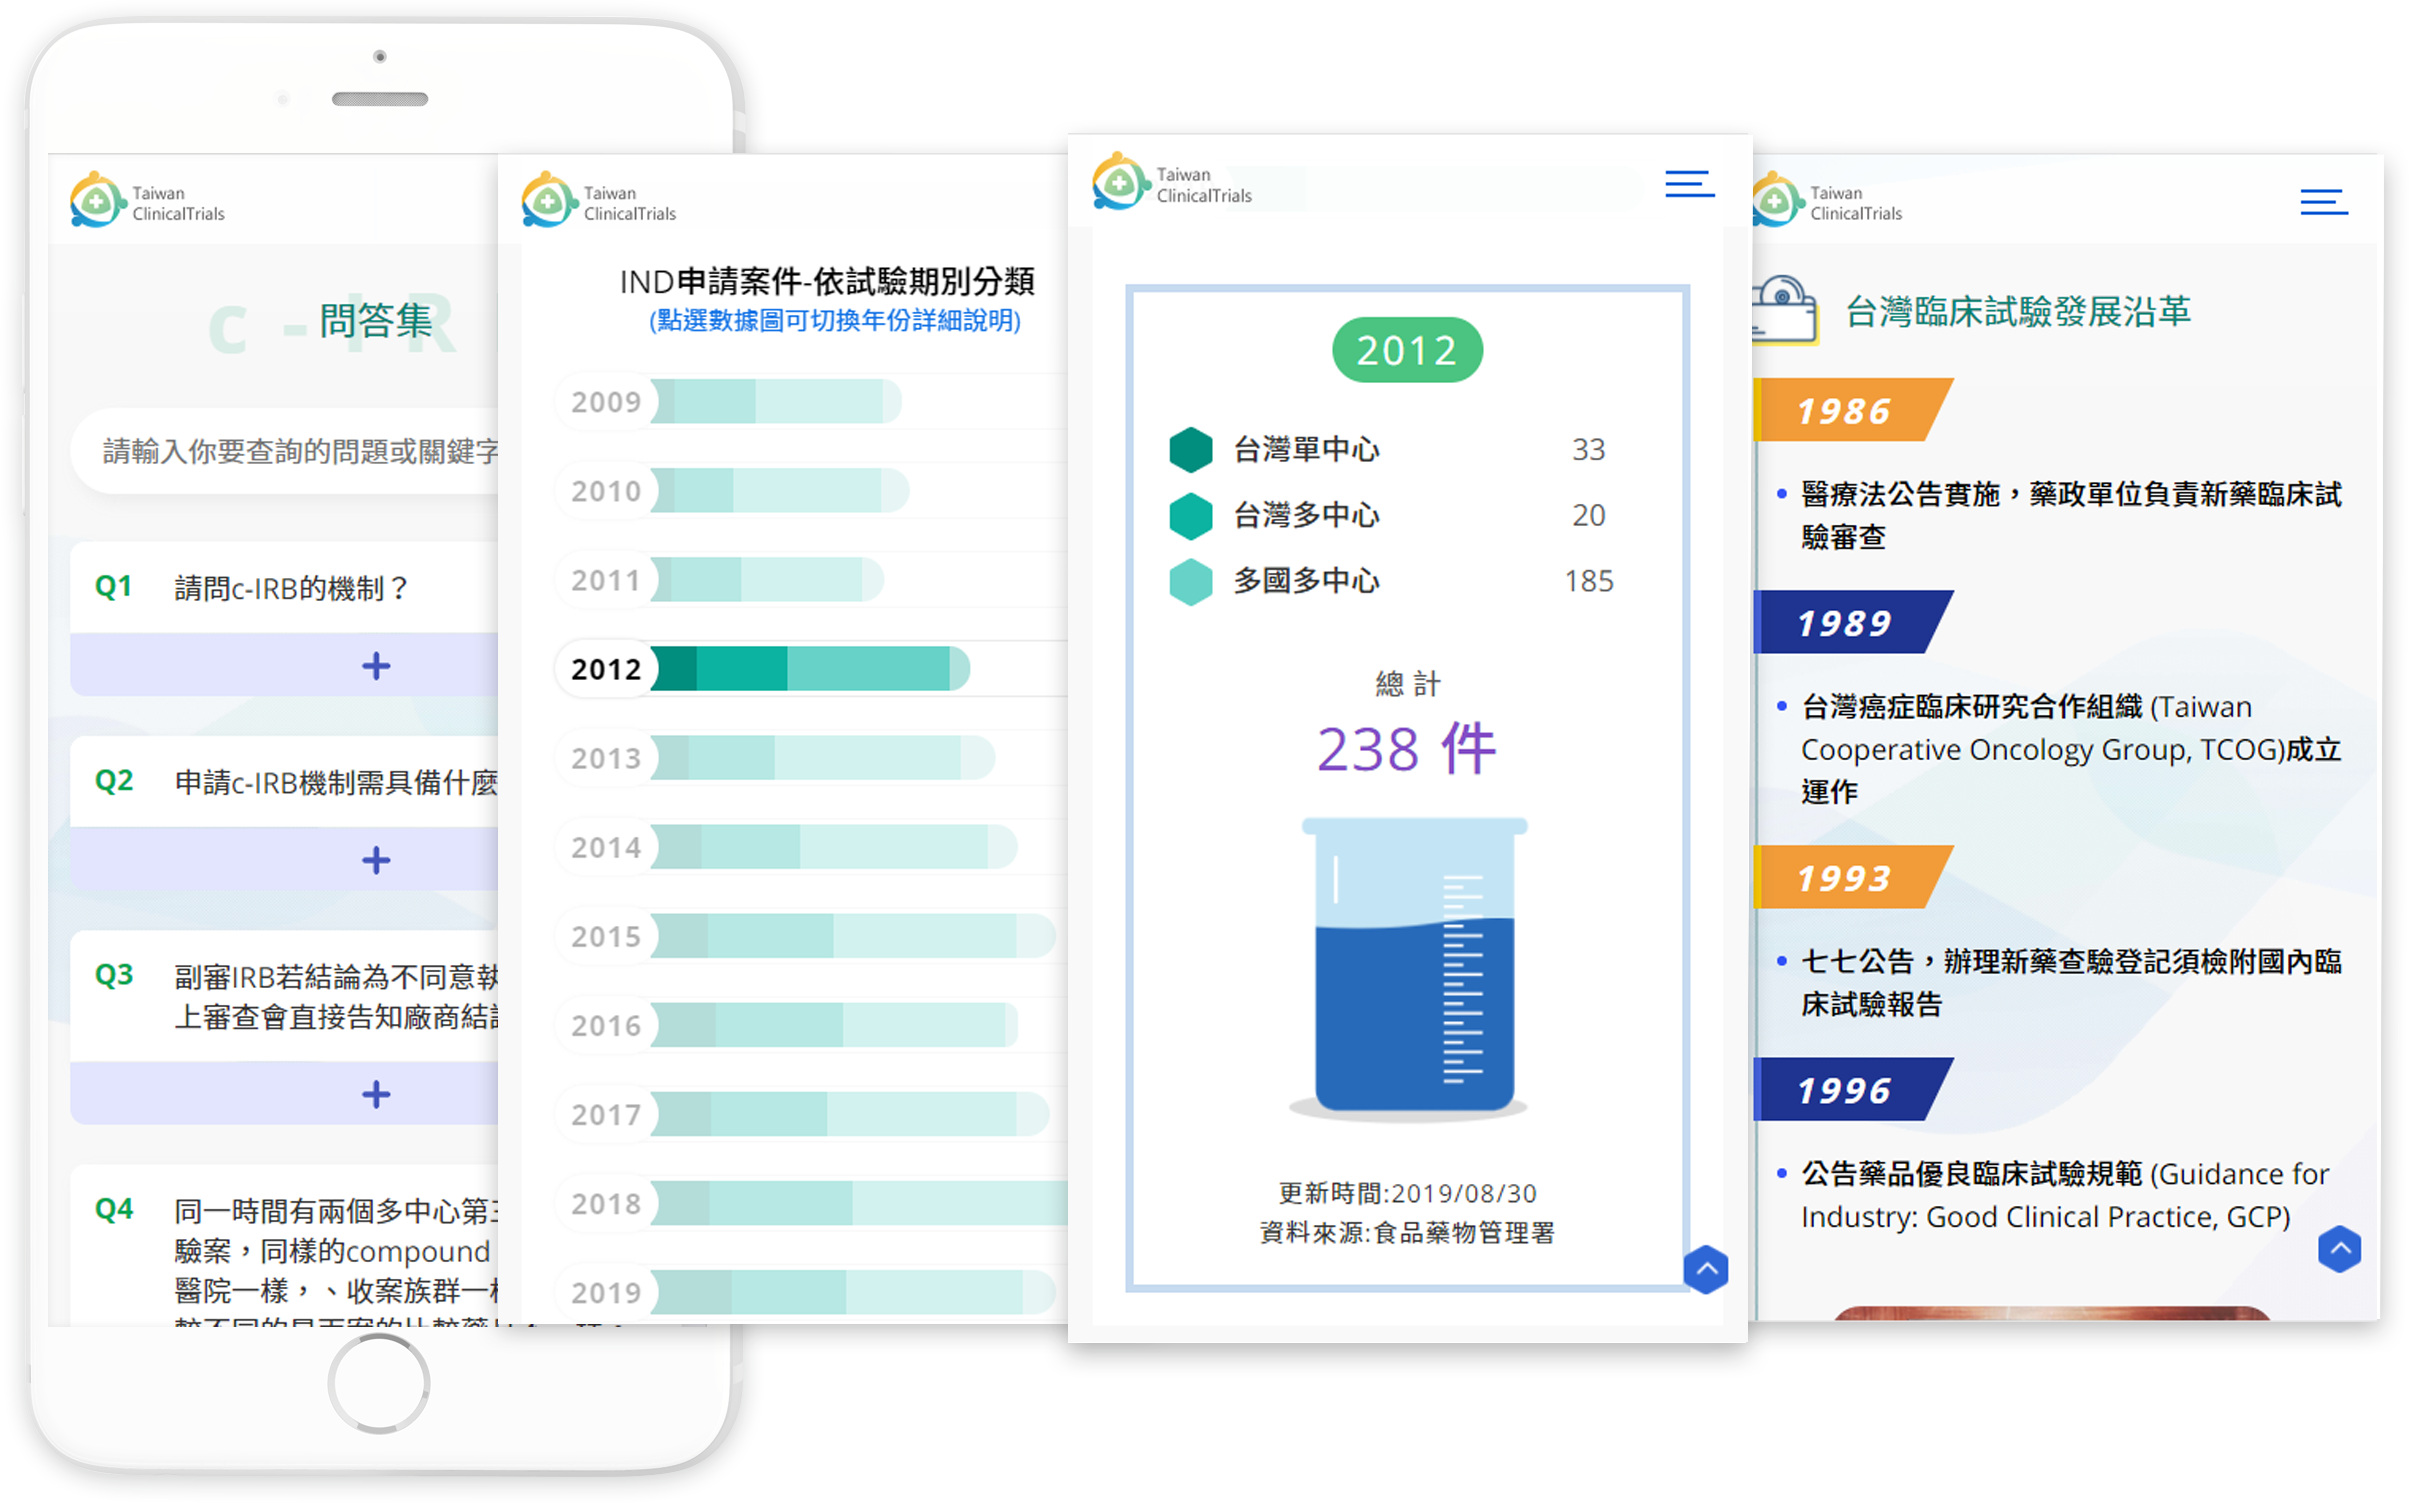 Taiwan
ClinicalTrials
c - I R
問答集
請輸入你要查詢的問題或關鍵字
Q1 請問c-IRB的機制？
+
Q2 申請c-IRB機制需具備什麼
+
Q3 副審IRB若結論為不同意執
上審查會直接告知廠商結
+
Q4 同一時間有兩個多中心第
驗案，同樣的compound
醫院一樣，、收案族群一
Taiwan
ClinicalTrials
IND申請案件-依試驗期別分類
(點選數據圖可切換年份詳細說明)
2009
2010
2011
2012
2013
2014
2015
2016
2017
2018
2019
Taiwan
ClinicalTrials
2012
台灣單中心 33
台灣多中心 20
多國多中心 185
總 計
238 件
更新時間:2019/08/30
資料來源:食品藥物管理署
Taiwan
ClinicalTrials
台灣臨床試驗發展沿革
1986
• 醫療法公告實施，藥政單位負責新藥臨床試
驗審查
1989
• 台灣癌症臨床研究合作組織 (Taiwan
Cooperative Oncology Group, TCOG)成立
運作
1993
• 七七公告，辦理新藥查驗登記須檢附國內臨
床試驗報告
1996
• 公告藥品優良臨床試驗規範 (Guidance for
Industry: Good Clinical Practice, GCP)